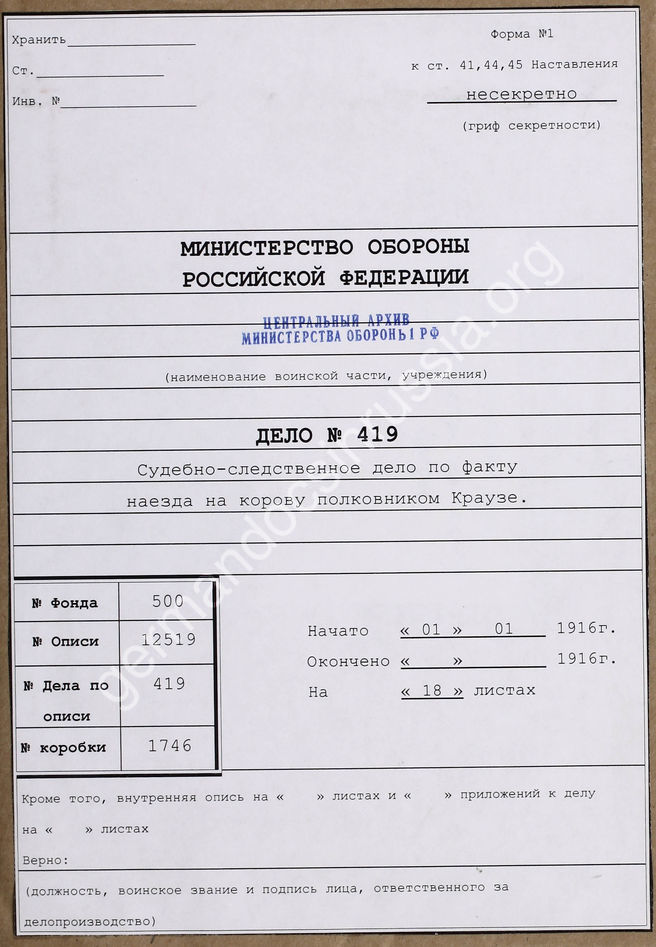 Хранить
Форма №1
Ст.
к ст. 41,44,45 Наставления
Инв. №
несекретно
(гриф секретности)
МИНИСТЕРСТВО ОБОРОНЫ
РОССИЙСКОЙ ФЕДЕРАЦИИ
ЦЕНТРАЛЬНЫЙ АРХИВ
МИНИСТЕРСТВА ОБОРОНЫ РФ
(наименование воинской части, учреждения)
ДЕЛО № 419
Судебно-следственное дело по факту
наезда на корову полковником Краузе.
№ Фонда 500
№ Описи 12519
№ Дела по описи 419
№ коробки 1746
Начато « 01 » 01 1916г.
Окончено « » 1916г.
На « 18 » листах
Кроме того, внутренняя опись на « » листах и « » приложений к делу
на « » листах
Верно:
(должность, воинское звание и подпись лица, ответственного за
делопроизводство)
germandocsinrussia.org